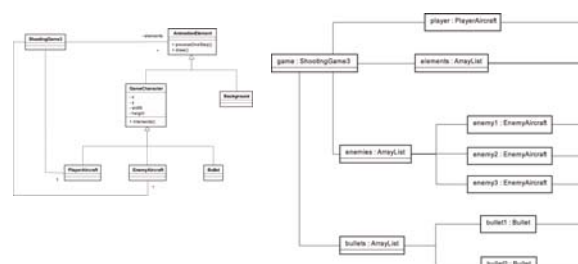 ShootingGame3
AnimationElement
~elements
+ processOneStep()
+ draw()
GameCharacter
~x
~y
~width
~height
+ intersects()
Background
PlayerAircraft
EnemyAircraft
Bullet
1
*
*
player : PlayerAircraft
game : ShootingGame3
elements : ArrayList
enemy1 : EnemyAircraft
enemies : ArrayList
enemy2 : EnemyAircraft
enemy3 : EnemyAircraft
bullet1 : Bullet
bullets : ArrayList
bullet2 : Bullet